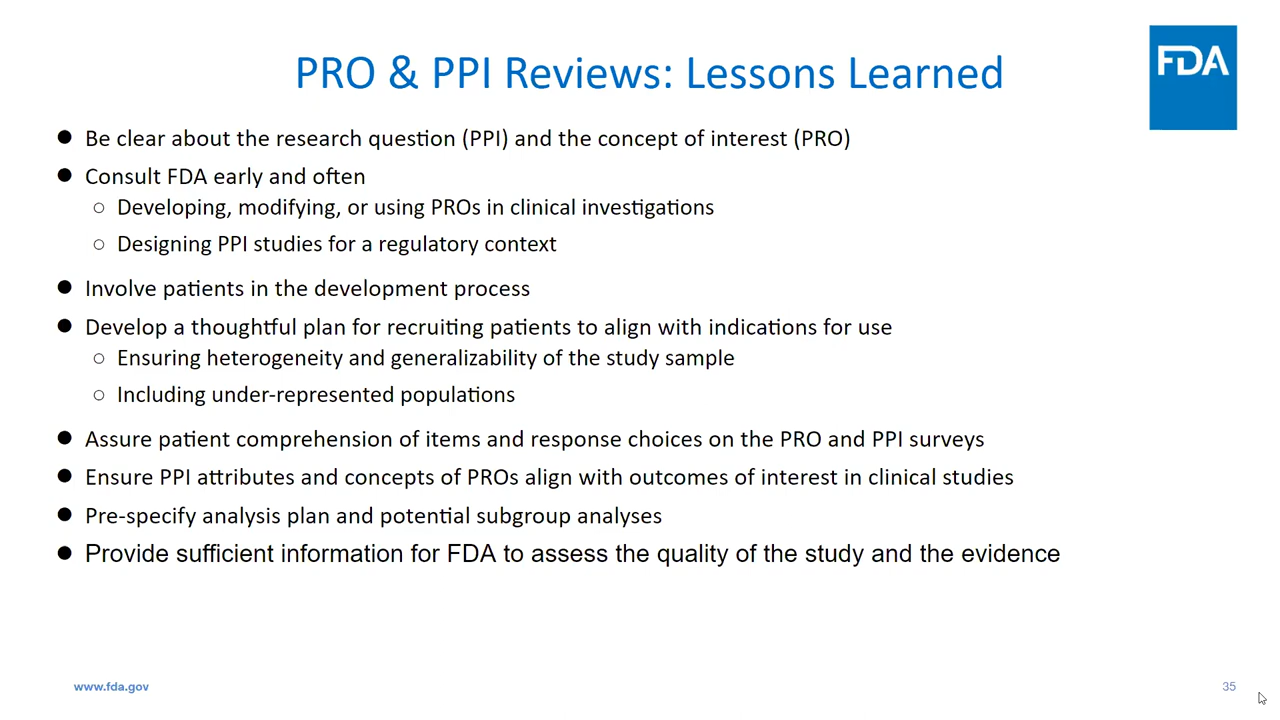 FDA
PRO & PPI Reviews: Lessons Learned
● Be clear about the research question (PPI) and the concept of interest (PRO)
● Consult FDA early and often
○ Developing, modifying, or using PROs in clinical investigations
○ Designing PPI studies for a regulatory context
● Involve patients in the development process
● Develop a thoughtful plan for recruiting patients to align with indications for use
○ Ensuring heterogeneity and generalizability of the study sample
○ Including under-represented populations
● Assure patient comprehension of items and response choices on the PRO and PPI surveys
● Ensure PPI attributes and concepts of PROs align with outcomes of interest in clinical studies
● Pre-specify analysis plan and potential subgroup analyses
● Provide sufficient information for FDA to assess the quality of the study and the evidence
www.fda.gov
35